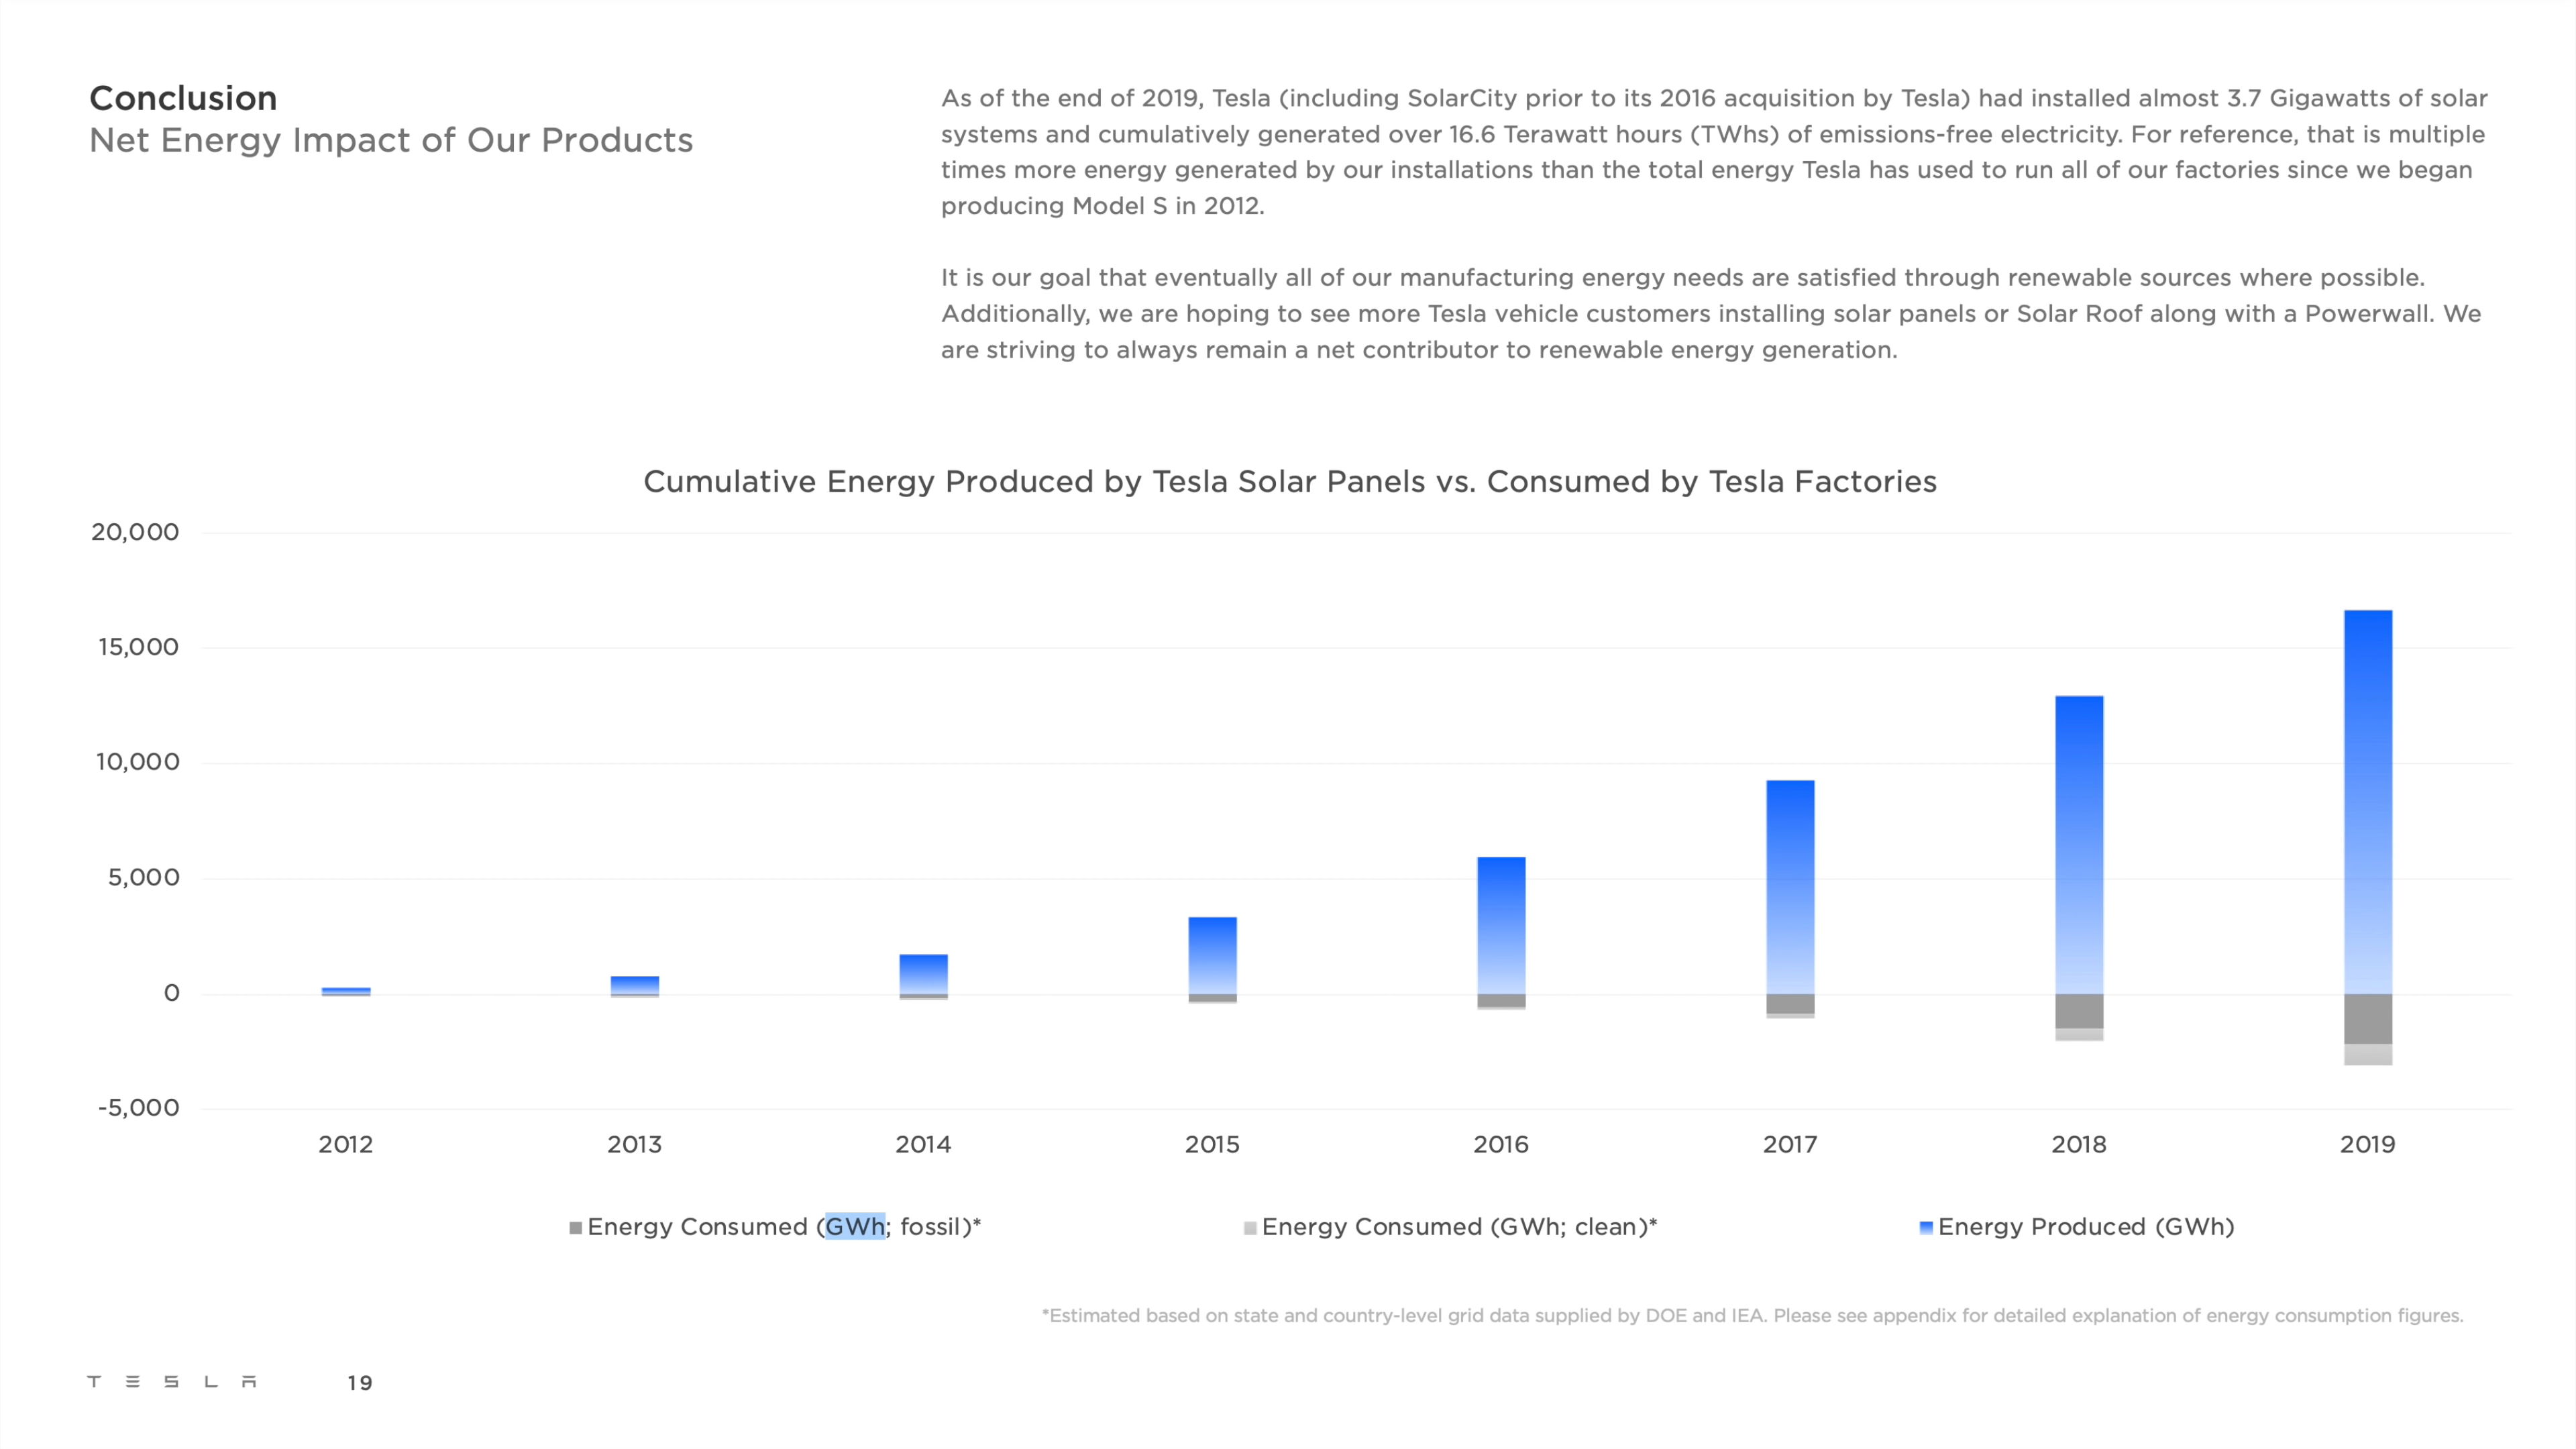 Conclusion
Net Energy Impact of Our Products
As of the end of 2019, Tesla (including SolarCity prior to its 2016 acquisition by Tesla) had installed almost 3.7 Gigawatts of solar
systems and cumulatively generated over 16.6 Terawatt hours (TWhs) of emissions-free electricity. For reference, that is multiple
times more energy generated by our installations than the total energy Tesla has used to run all of our factories since we began
producing Model S in 2012.
It is our goal that eventually all of our manufacturing energy needs are satisfied through renewable sources where possible.
Additionally, we are hoping to see more Tesla vehicle customers installing solar panels or Solar Roof along with a Powerwall. We
are striving to always remain a net contributor to renewable energy generation.
Cumulative Energy Produced by Tesla Solar Panels vs. Consumed by Tesla Factories
20,000
15,000
10,000
5,000
0
-5,000
2012 2013 2014 2015 2016 2017 2018 2019
Energy Consumed (GWh; fossil)* Energy Consumed (GWh; clean)* Energy Produced (GWh)
*Estimated based on state and country-level grid data supplied by DOE and IEA. Please see appendix for detailed explanation of energy consumption figures.
TESLA 19